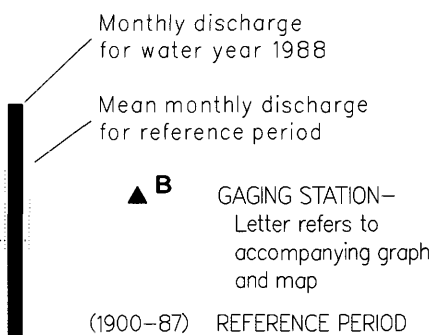 Monthly discharge
for water year 1988
Mean monthly discharge
for reference period
B GAGING STATION—
Letter refers to
accompanying graph
and map
(1900–87) REFERENCE PERIOD